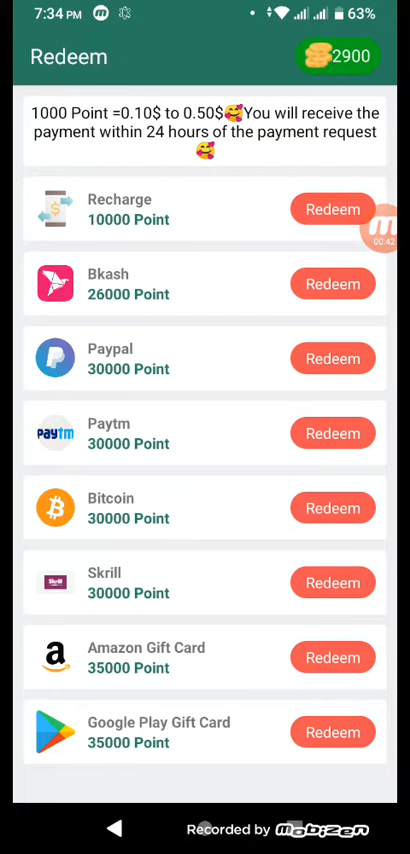 7:34 PM 63%
Redeem 2900
1000 Point =0.10$ to 0.50$🥰You will receive the
payment within 24 hours of the payment request
🥰
Recharge
10000 Point
Redeem
00:42
Bkash
26000 Point
Redeem
Paypal
30000 Point
Redeem
Paytm
Paytm
30000 Point
Redeem
Bitcoin
30000 Point
Redeem
Skrill
Skrill
30000 Point
Redeem
a
Amazon Gift Card
35000 Point
Redeem
Google Play Gift Card
35000 Point
Redeem
Recorded by mobizen